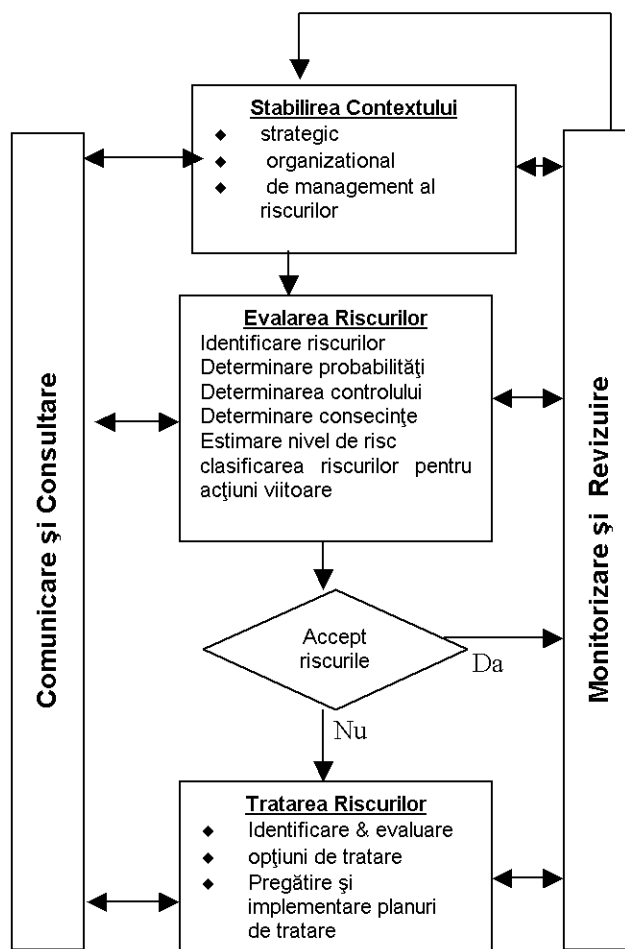 Stabilirea Contextului
◆ strategic
◆ organizational
◆ de management al
riscurilor
Evalarea Riscurilor
Identificare riscurilor
Determinare probabilităţi
Determinarea controlului
Determinare consecinţe
Estimare nivel de risc
clasificarea riscurilor pentru
acţiuni viitoare
Accept
riscurile
Da
Nu
Tratarea Riscurilor
◆ Identificare & evaluare
◆ opţiuni de tratare
◆ Pregătire şi
implementare planuri
de tratare
Comunicare şi Consultare
Monitorizare şi Revizuire